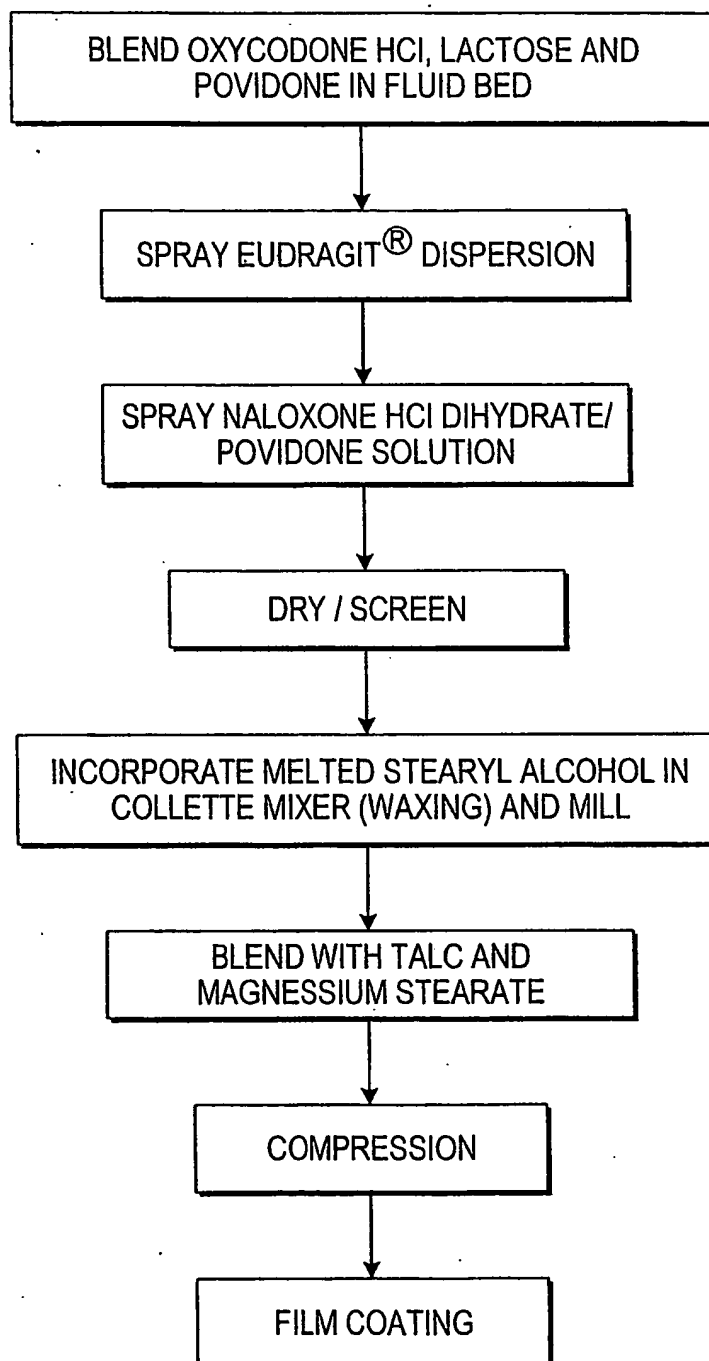 BLEND OXYCODONE HCl, LACTOSE AND
POVIDONE IN FLUID BED
SPRAY EUDRAGIT® DISPERSION
SPRAY NALOXONE HCl DIHYDRATE/
POVIDONE SOLUTION
DRY / SCREEN
INCORPORATE MELTED STEARYL ALCOHOL IN
COLLETTE MIXER (WAXING) AND MILL
BLEND WITH TALC AND
MAGNESSIUM STEARATE
COMPRESSION
FILM COATING